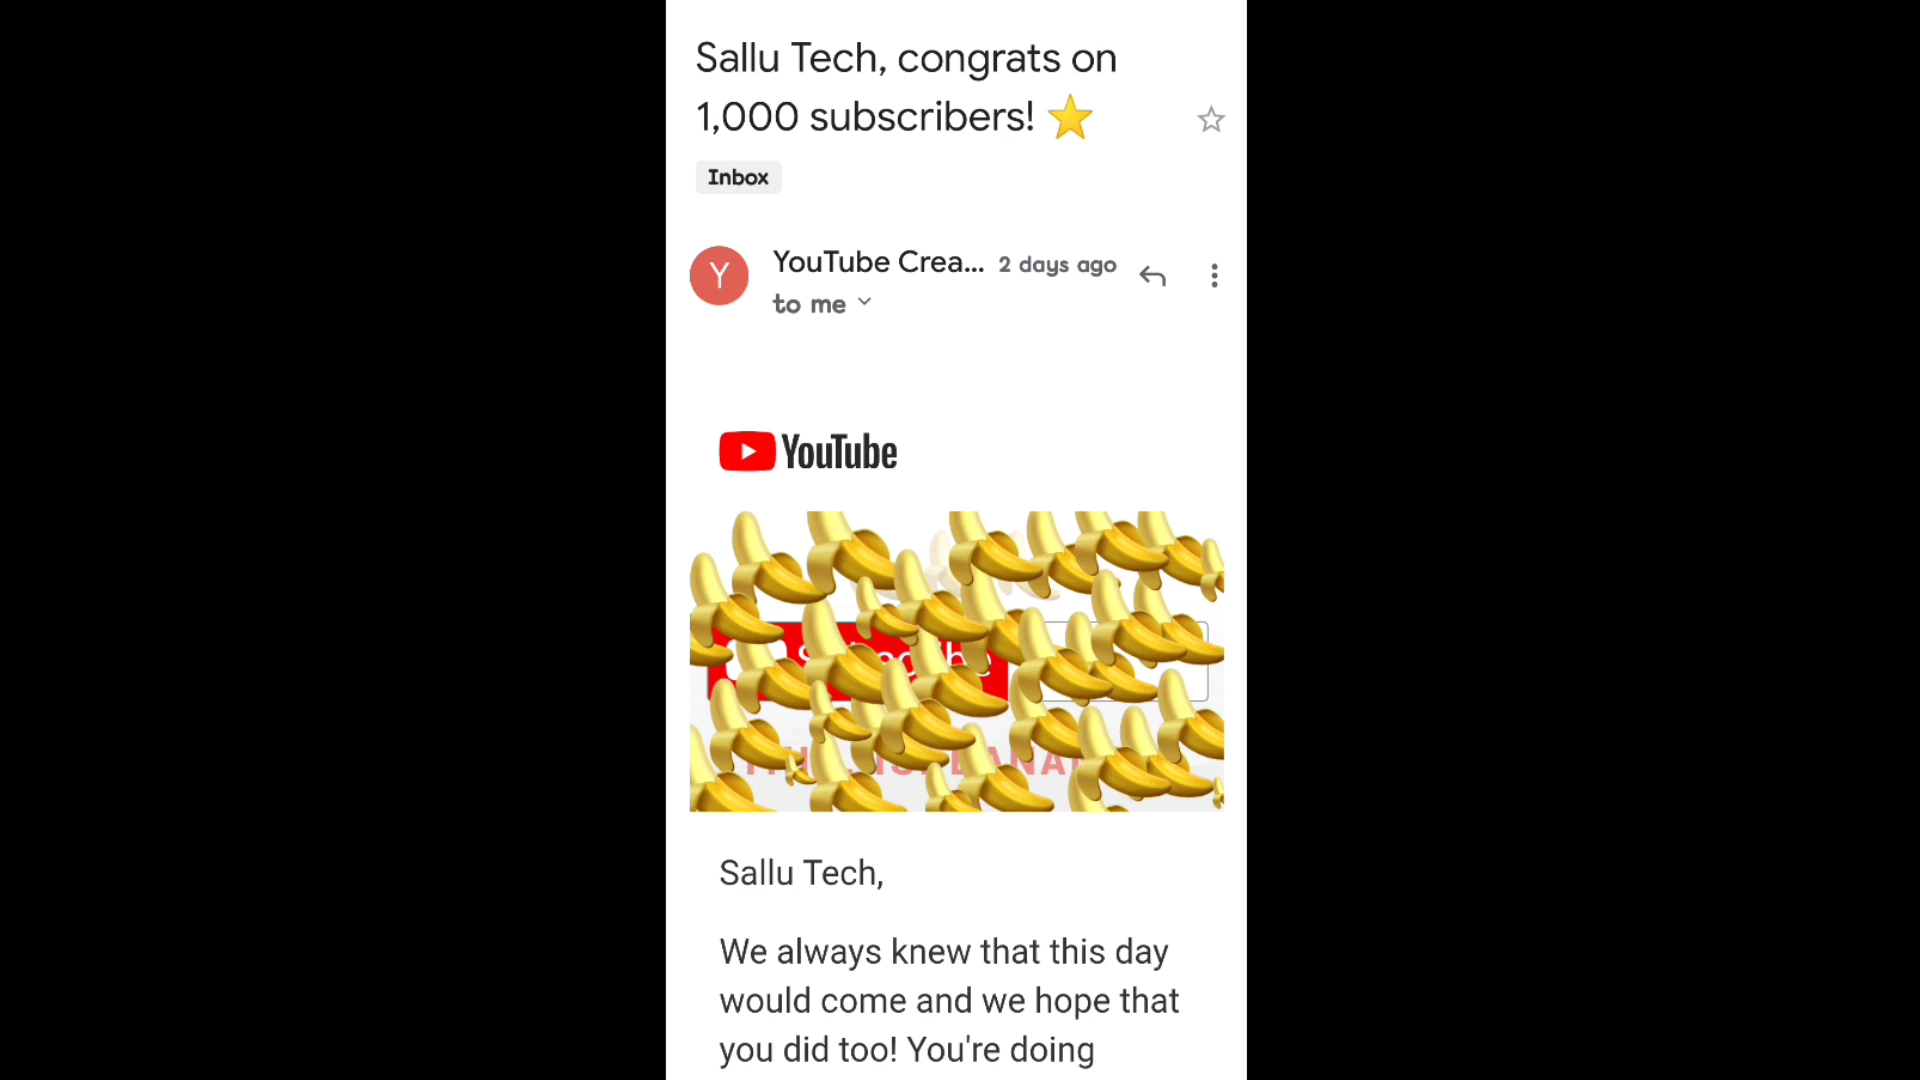 Sallu Tech, congrats on
1,000 subscribers! ⭐
Inbox
Y
YouTube Crea... 2 days ago
to me
YouTube
Sallu Tech,
We always knew that this day
would come and we hope that
you did too! You're doing